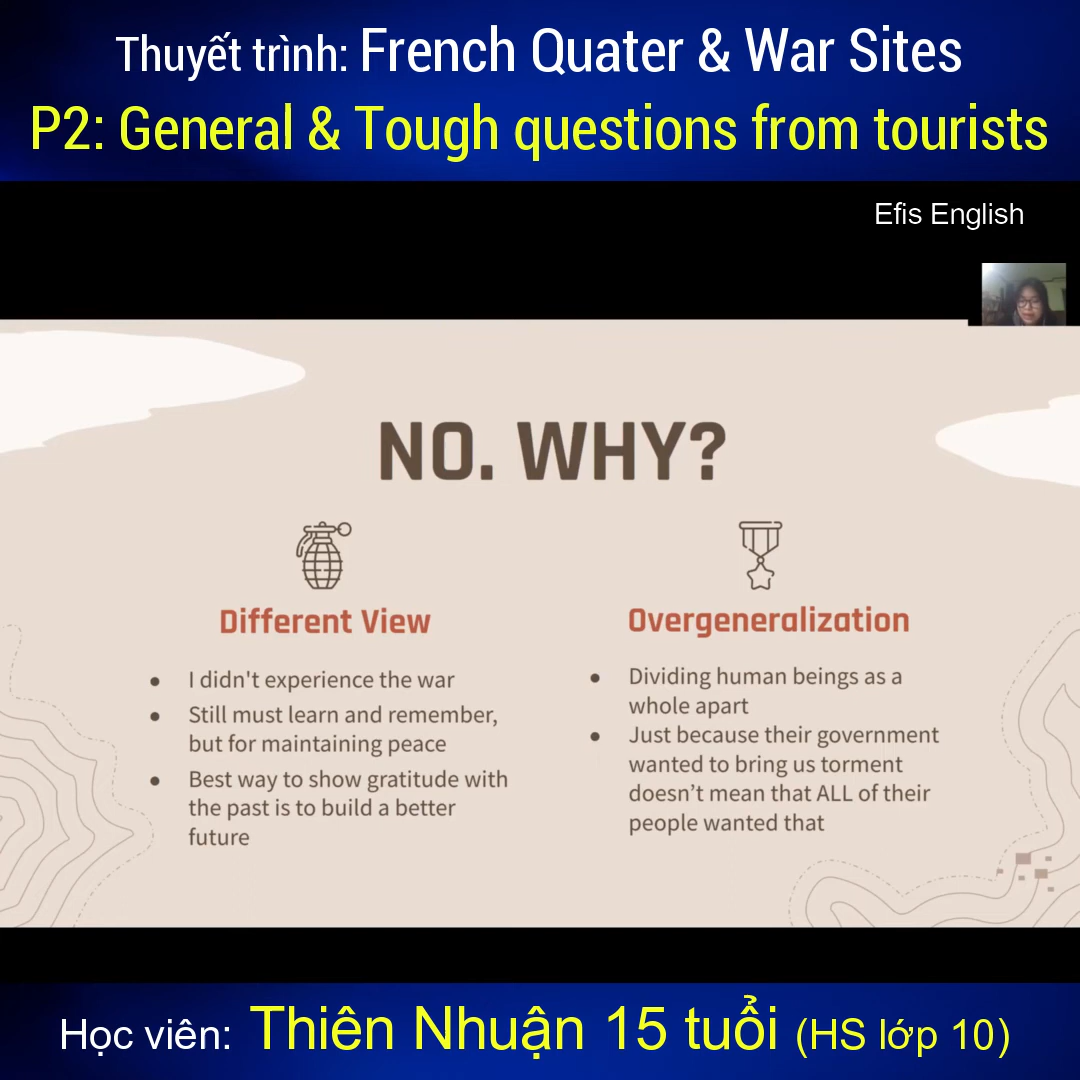 Thuyết trình: French Quater & War Sites
P2: General & Tough questions from tourists
Efis English
NO. WHY?
Different View
• I didn't experience the war
• Still must learn and remember,
but for maintaining peace
• Best way to show gratitude with
the past is to build a better
future
Overgeneralization
• Dividing human beings as a
whole apart
• Just because their government
wanted to bring us torment
doesn’t mean that ALL of their
people wanted that
Học viên: Thiên Nhuận 15 tuổi (HS lớp 10)